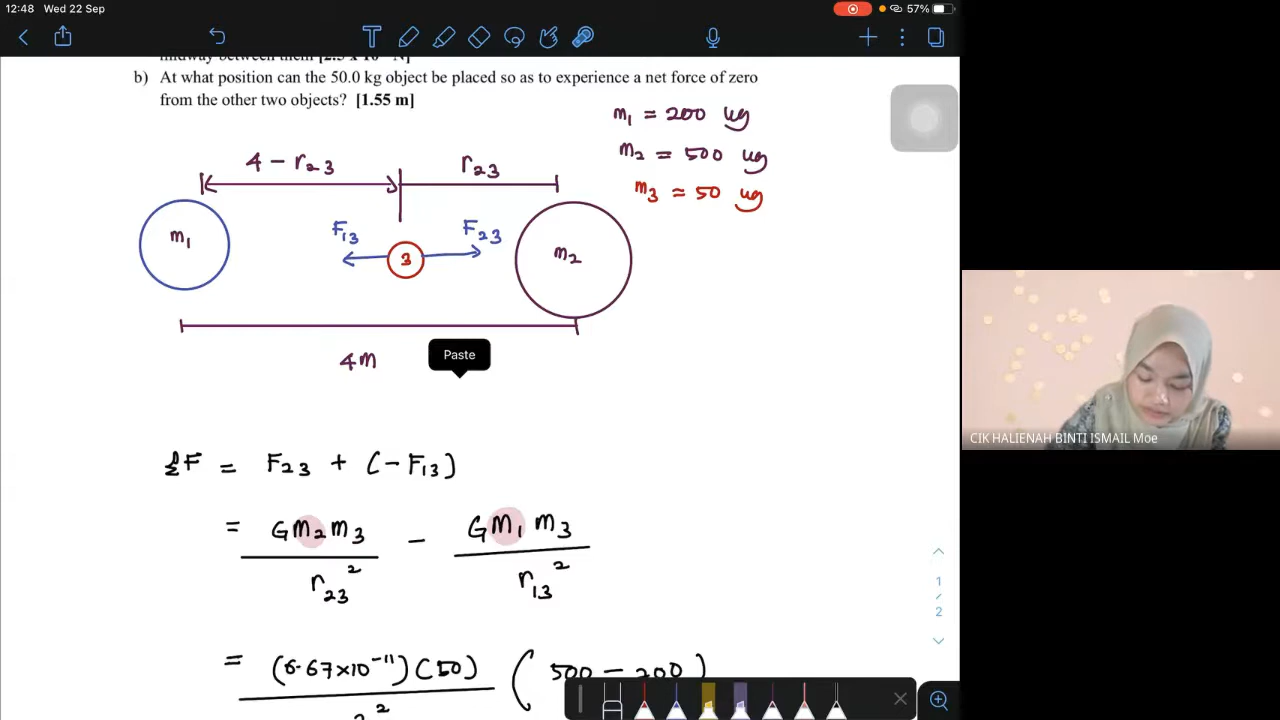 12:48 Wed 22 Sep
57%
b) At what position can the 50.0 kg object be placed so as to experience a net force of zero
from the other two objects? [1.55 m]
m₁ = 200 kg
m₂ = 500 kg
m₃ = 50 kg
4 - r₂₃
r₂₃
m₁
F₁₃
3
F₂₃
m₂
4m
Paste
ΣF = F₂₃ + (-F₁₃)
= Gm₂m₃ / r₂₃² - Gm₁m₃ / r₁₃²
= (6.67×10⁻¹¹)(50) (500 - 200)
2²
1
/
2
CIK HALIENAH BINTI ISMAIL Moe